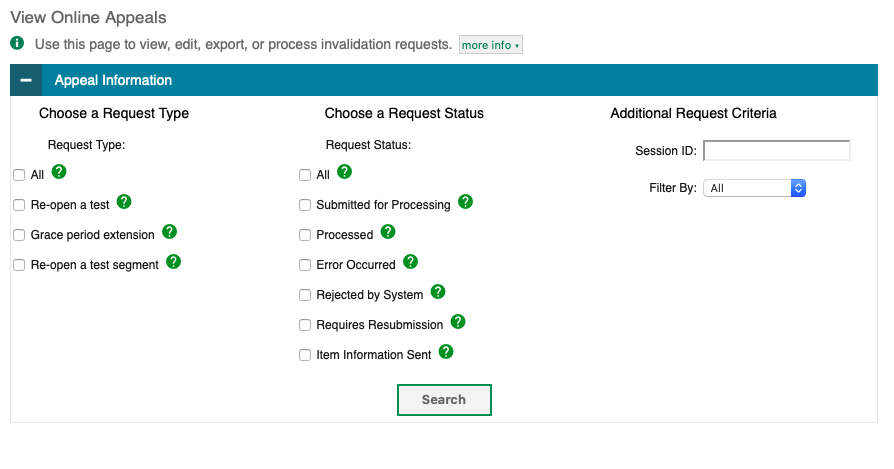 View Online Appeals
Use this page to view, edit, export, or process invalidation requests. more info
Appeal Information
Choose a Request Type
Request Type:
All
Re-open a test
Grace period extension
Re-open a test segment
Choose a Request Status
Request Status:
All
Submitted for Processing
Processed
Error Occurred
Rejected by System
Requires Resubmission
Item Information Sent
Additional Request Criteria
Session ID:
Filter By: All
Search